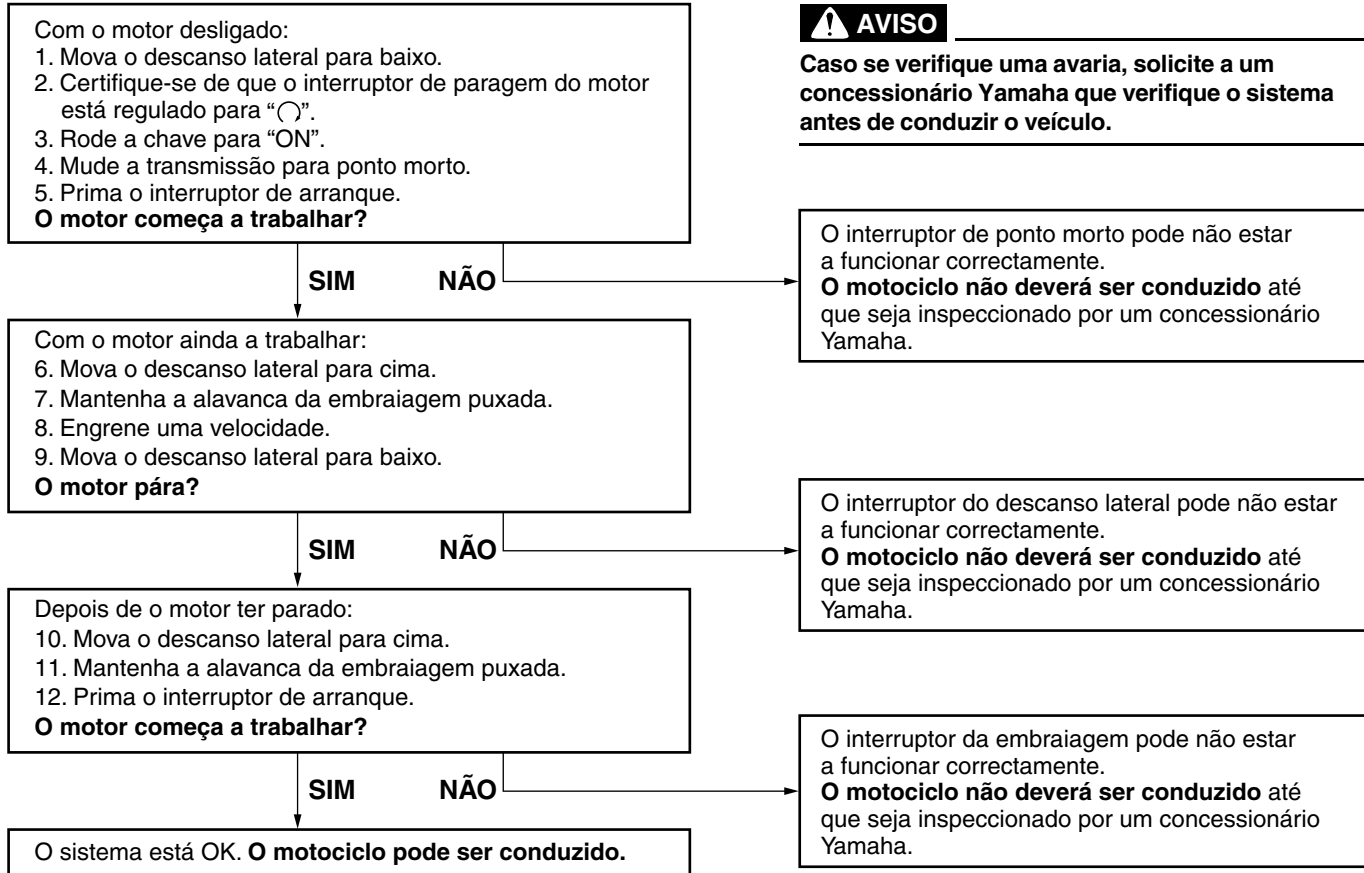 Com o motor desligado:
1. Mova o descanso lateral para baixo.
2. Certifique-se de que o interruptor de paragem do motor
está regulado para “ ”.
3. Rode a chave para “ON”.
4. Mude a transmissão para ponto morto.
5. Prima o interruptor de arranque.
O motor começa a trabalhar?
AVISO
Caso se verifique uma avaria, solicite a um
concessionário Yamaha que verifique o sistema
antes de conduzir o veículo.
SIM NÃO
O interruptor de ponto morto pode não estar
a funcionar correctamente.
O motociclo não deverá ser conduzido até
que seja inspeccionado por um concessionário
Yamaha.
Com o motor ainda a trabalhar:
6. Mova o descanso lateral para cima.
7. Mantenha a alavanca da embraiagem puxada.
8. Engrene uma velocidade.
9. Mova o descanso lateral para baixo.
O motor pára?
SIM NÃO
O interruptor do descanso lateral pode não estar
a funcionar correctamente.
O motociclo não deverá ser conduzido até
que seja inspeccionado por um concessionário
Yamaha.
Depois de o motor ter parado:
10. Mova o descanso lateral para cima.
11. Mantenha a alavanca da embraiagem puxada.
12. Prima o interruptor de arranque.
O motor começa a trabalhar?
SIM NÃO
O interruptor da embraiagem pode não estar
a funcionar correctamente.
O motociclo não deverá ser conduzido até
que seja inspeccionado por um concessionário
Yamaha.
O sistema está OK. O motociclo pode ser conduzido.